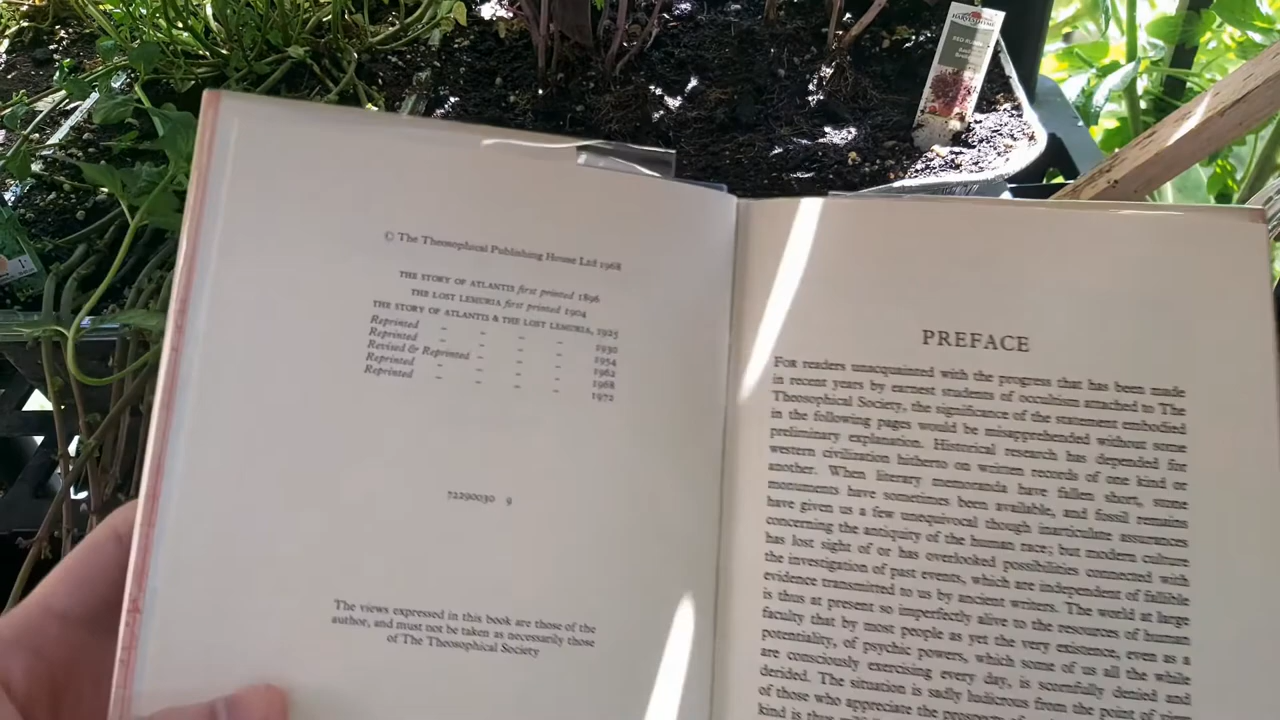 © The Theosophical Publishing House Ltd 1968
THE STORY OF ATLANTIS first printed 1896
THE LOST LEMURIA first printed 1904
THE STORY OF ATLANTIS & THE LOST LEMURIA, 1925
Reprinted - - - - 1930
Reprinted - - - - 1954
Revised & Reprinted - - - 1962
Reprinted - - - - 1968
Reprinted - - - - 1972
72290030 9
The views expressed in this book are those of the
author, and must not be taken as necessarily those
of The Theosophical Society
PREFACE
For readers unacquainted with the progress that has been made
in recent years by earnest students of occultism attached to The
Theosophical Society, the significance of the statement embodied
in the following pages would be misapprehended without some
preliminary explanation. Historical research has depended for
western civilization hitherto on written records of one kind or
another. When literary memoranda have fallen short, stone
monuments have sometimes been available, and fossil remains
have given us a few unequivocal though inarticulate assurances
concerning the antiquity of the human race; but modern culture
has lost sight of or has overlooked possibilities connected with
the investigation of past events, which are independent of fallible
evidence transmitted to us by ancient writers. The world at large
is thus at present so imperfectly alive to the resources of human
faculty that by most people as yet the very existence, even as a
potentiality, of psychic powers, which some of us all the while
are consciously exercising every day, is scornfully denied and
derided. The situation is sadly ludicrous from the point of view
of those who appreciate the prospects of
kind is thus
HARVEST
RED